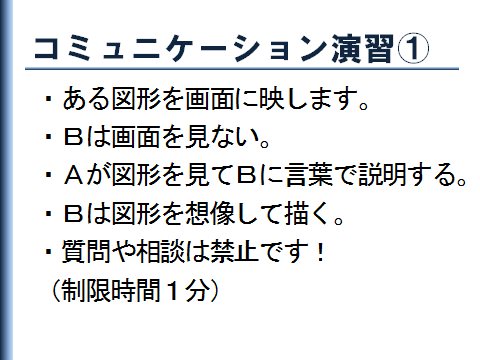 コミュニケーション演習①
・ある図形を画面に映します。
・Ｂは画面を見ない。
・Ａが図形を見てＢに言葉で説明する。
・Ｂは図形を想像して描く。
・質問や相談は禁止です！
（制限時間１分）